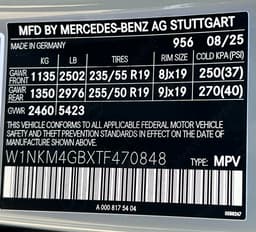 MFD BY MERCEDES-BENZ AG STUTTGART
MADE IN GERMANY 956 08/25
KG LB TIRES RIM SIZE COLD KPA(PSI)
GAWR FRONT 1135 2502 235/55 R19 8Jx19 250(37)
GAWR REAR 1350 2976 255/50 R19 9Jx19 270(40)
GVWR 2460 5423
THIS VEHICLE CONFORMS TO ALL APPLICABLE FEDERAL MOTOR VEHICLE
SAFETY AND THEFT PREVENTION STANDARDS IN EFFECT ON THE DATE OF
MANUFACTURE SHOWN ABOVE.
W1NKM4GBXTF470848 TYPE: MPV
A 000 817 54 04